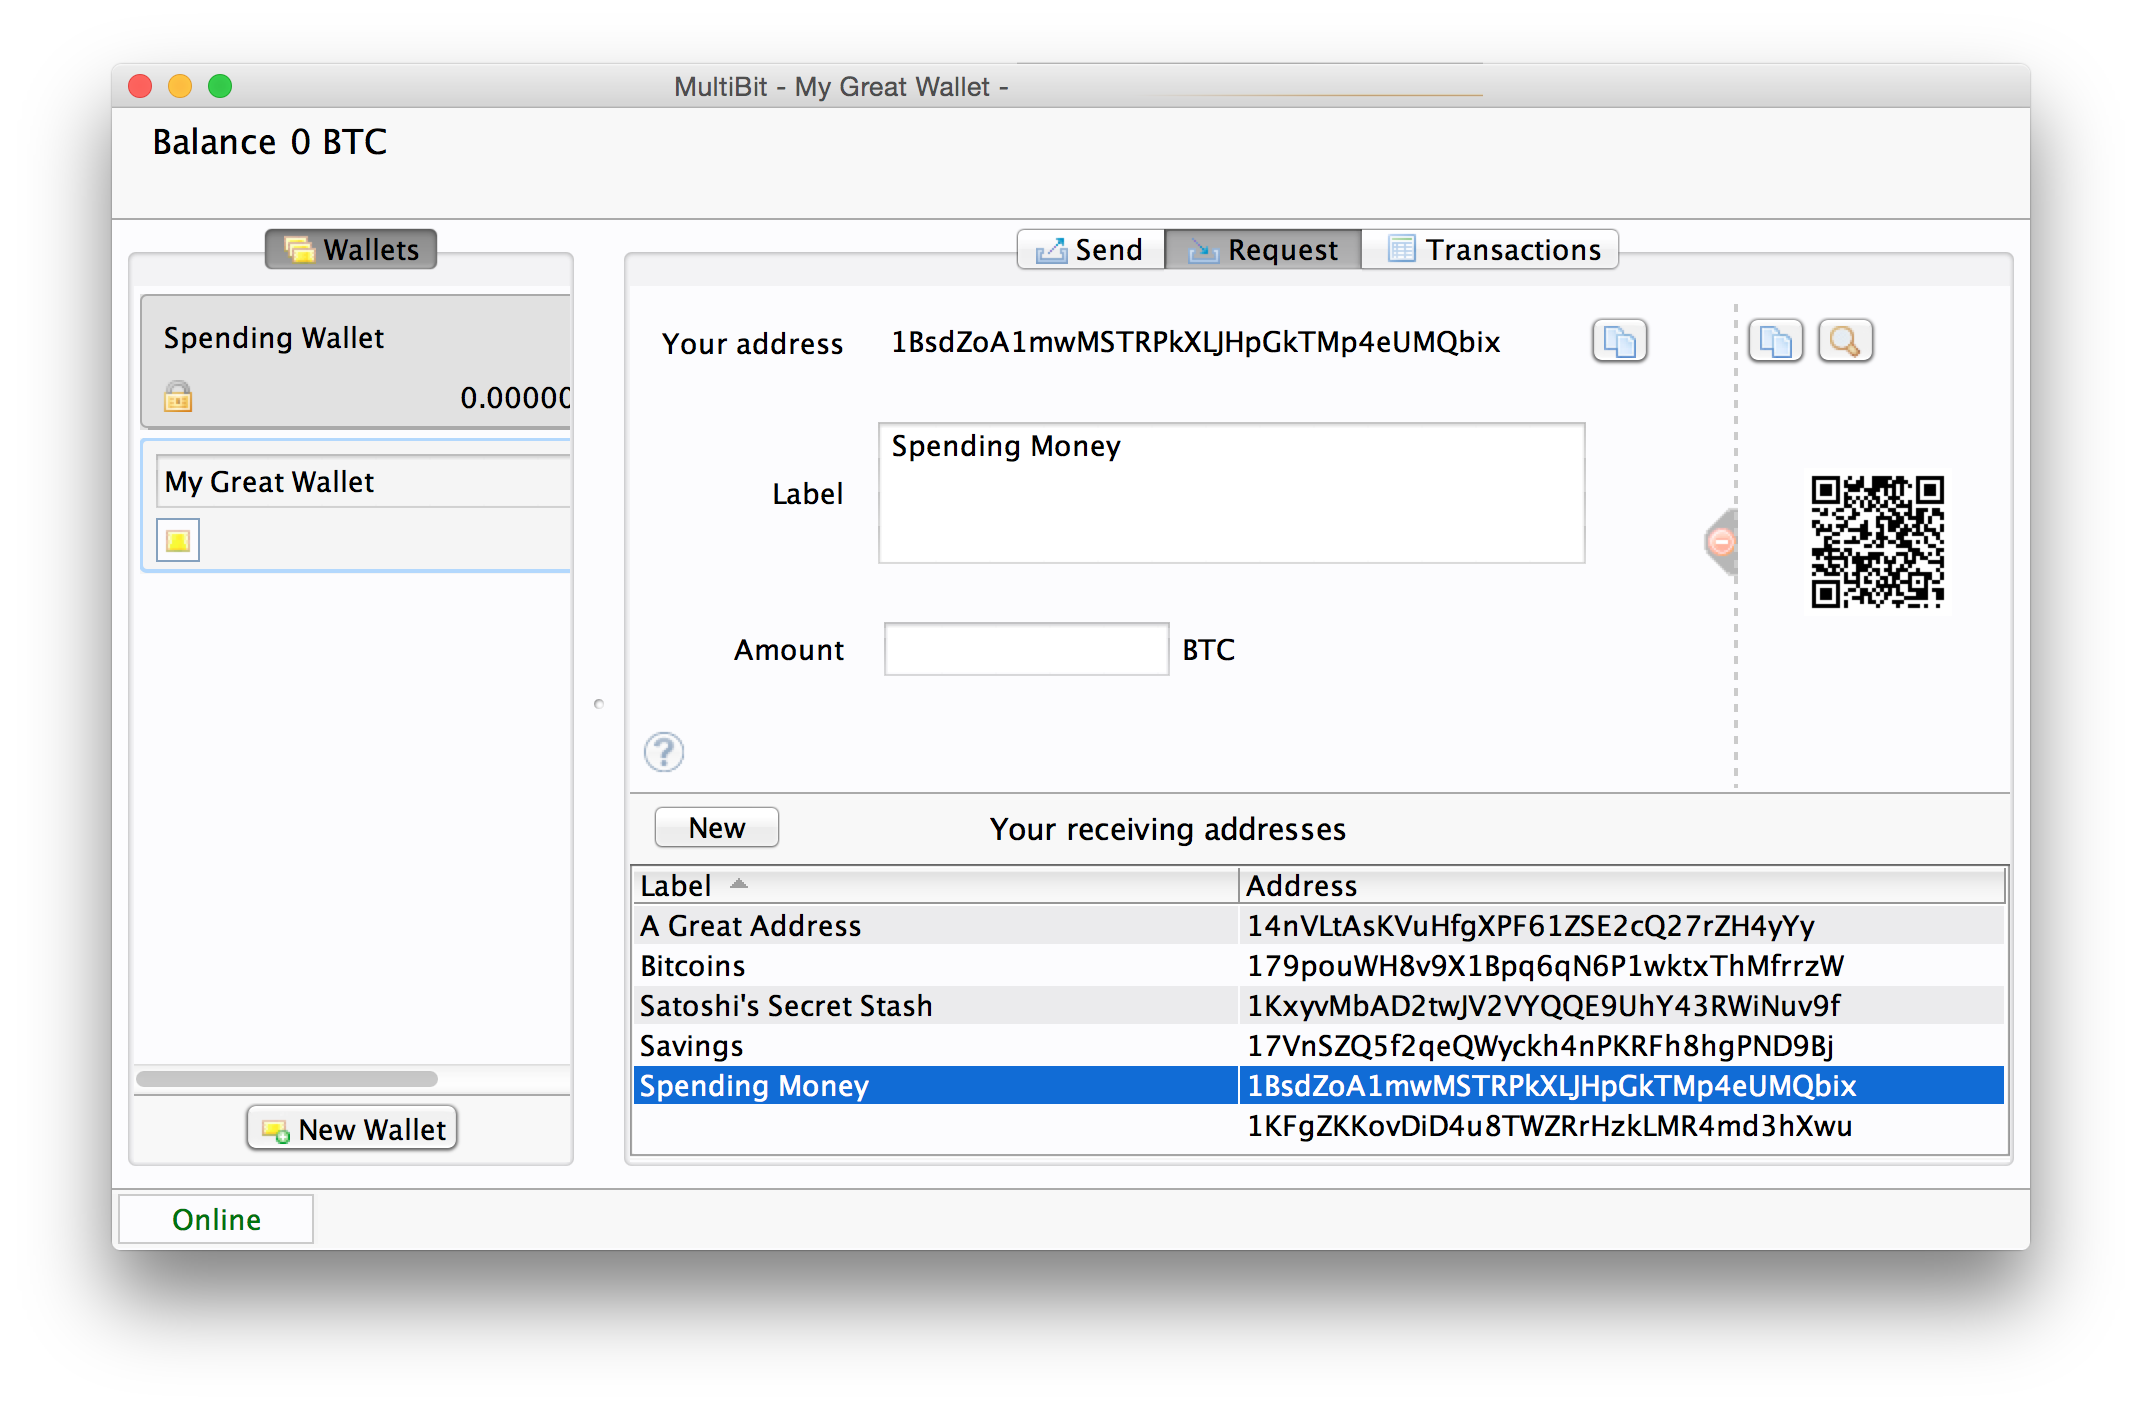 MultiBit - My Great Wallet -
Balance 0 BTC
Wallets
Spending Wallet
0.00000
My Great Wallet
New Wallet
Send
Request
Transactions
Your address 1BsdZoA1mwMSTRPkXLJHpGkTMp4eUMQbix
Label
Spending Money
Amount
BTC
?
New
Your receiving addresses
Label Address
A Great Address 14nVLtAsKVuHfgXPF61ZSE2cQ27rZH4yYy
Bitcoins 179pouWH8v9X1Bpq6qN6P1wktxThMfrrzW
Satoshi's Secret Stash 1KxyvMbAD2twJV2VYQQE9UhY43RWiNuv9f
Savings 17VnSZQ5f2qeQWyckh4nPKRFh8hgPND9Bj
Spending Money 1BsdZoA1mwMSTRPkXLJHpGkTMp4eUMQbix
1KFgZKKovDiD4u8TWZRrHzkLMR4md3hXwu
Online